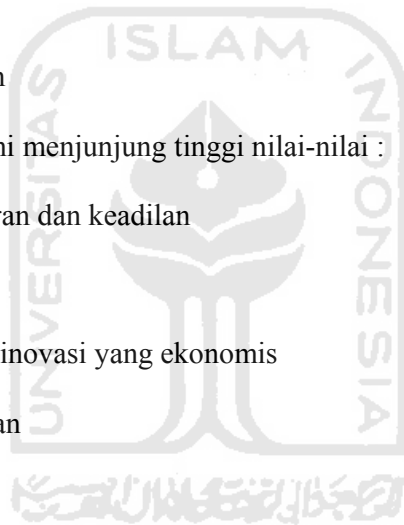 ISLAM
UNIVERSITAS
INDONESIA
n
ni menjunjung tinggi nilai-nilai :
ran dan keadilan
inovasi yang ekonomis
an